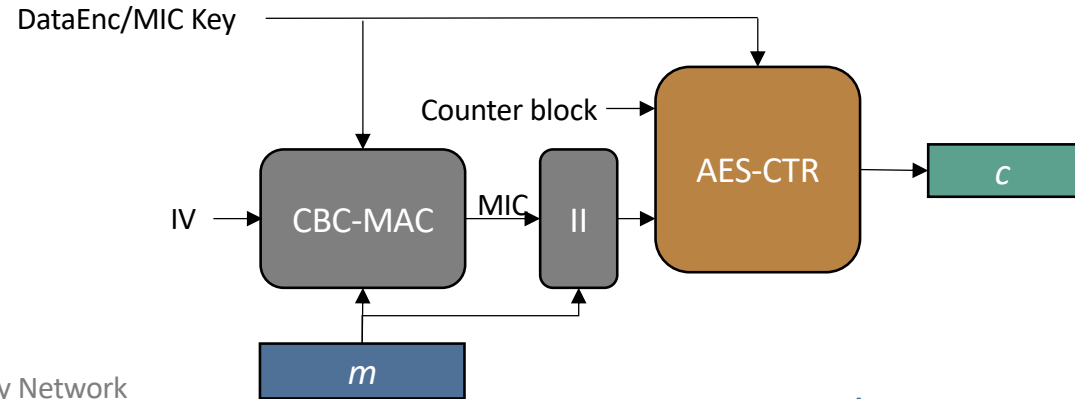 DataEnc/MIC Key
Counter block
AES-CTR
c
IV
CBC-MAC
MIC
II
m
y Network